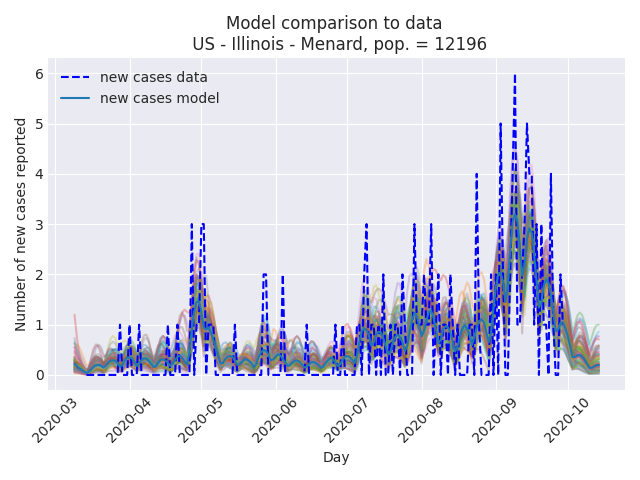 Model comparison to data
US - Illinois - Menard, pop. = 12196
new cases data
new cases model
Number of new cases reported
6
5
4
3
2
1
0
2020-03
2020-04
2020-05
2020-06
2020-07
2020-08
2020-09
2020-10
Day